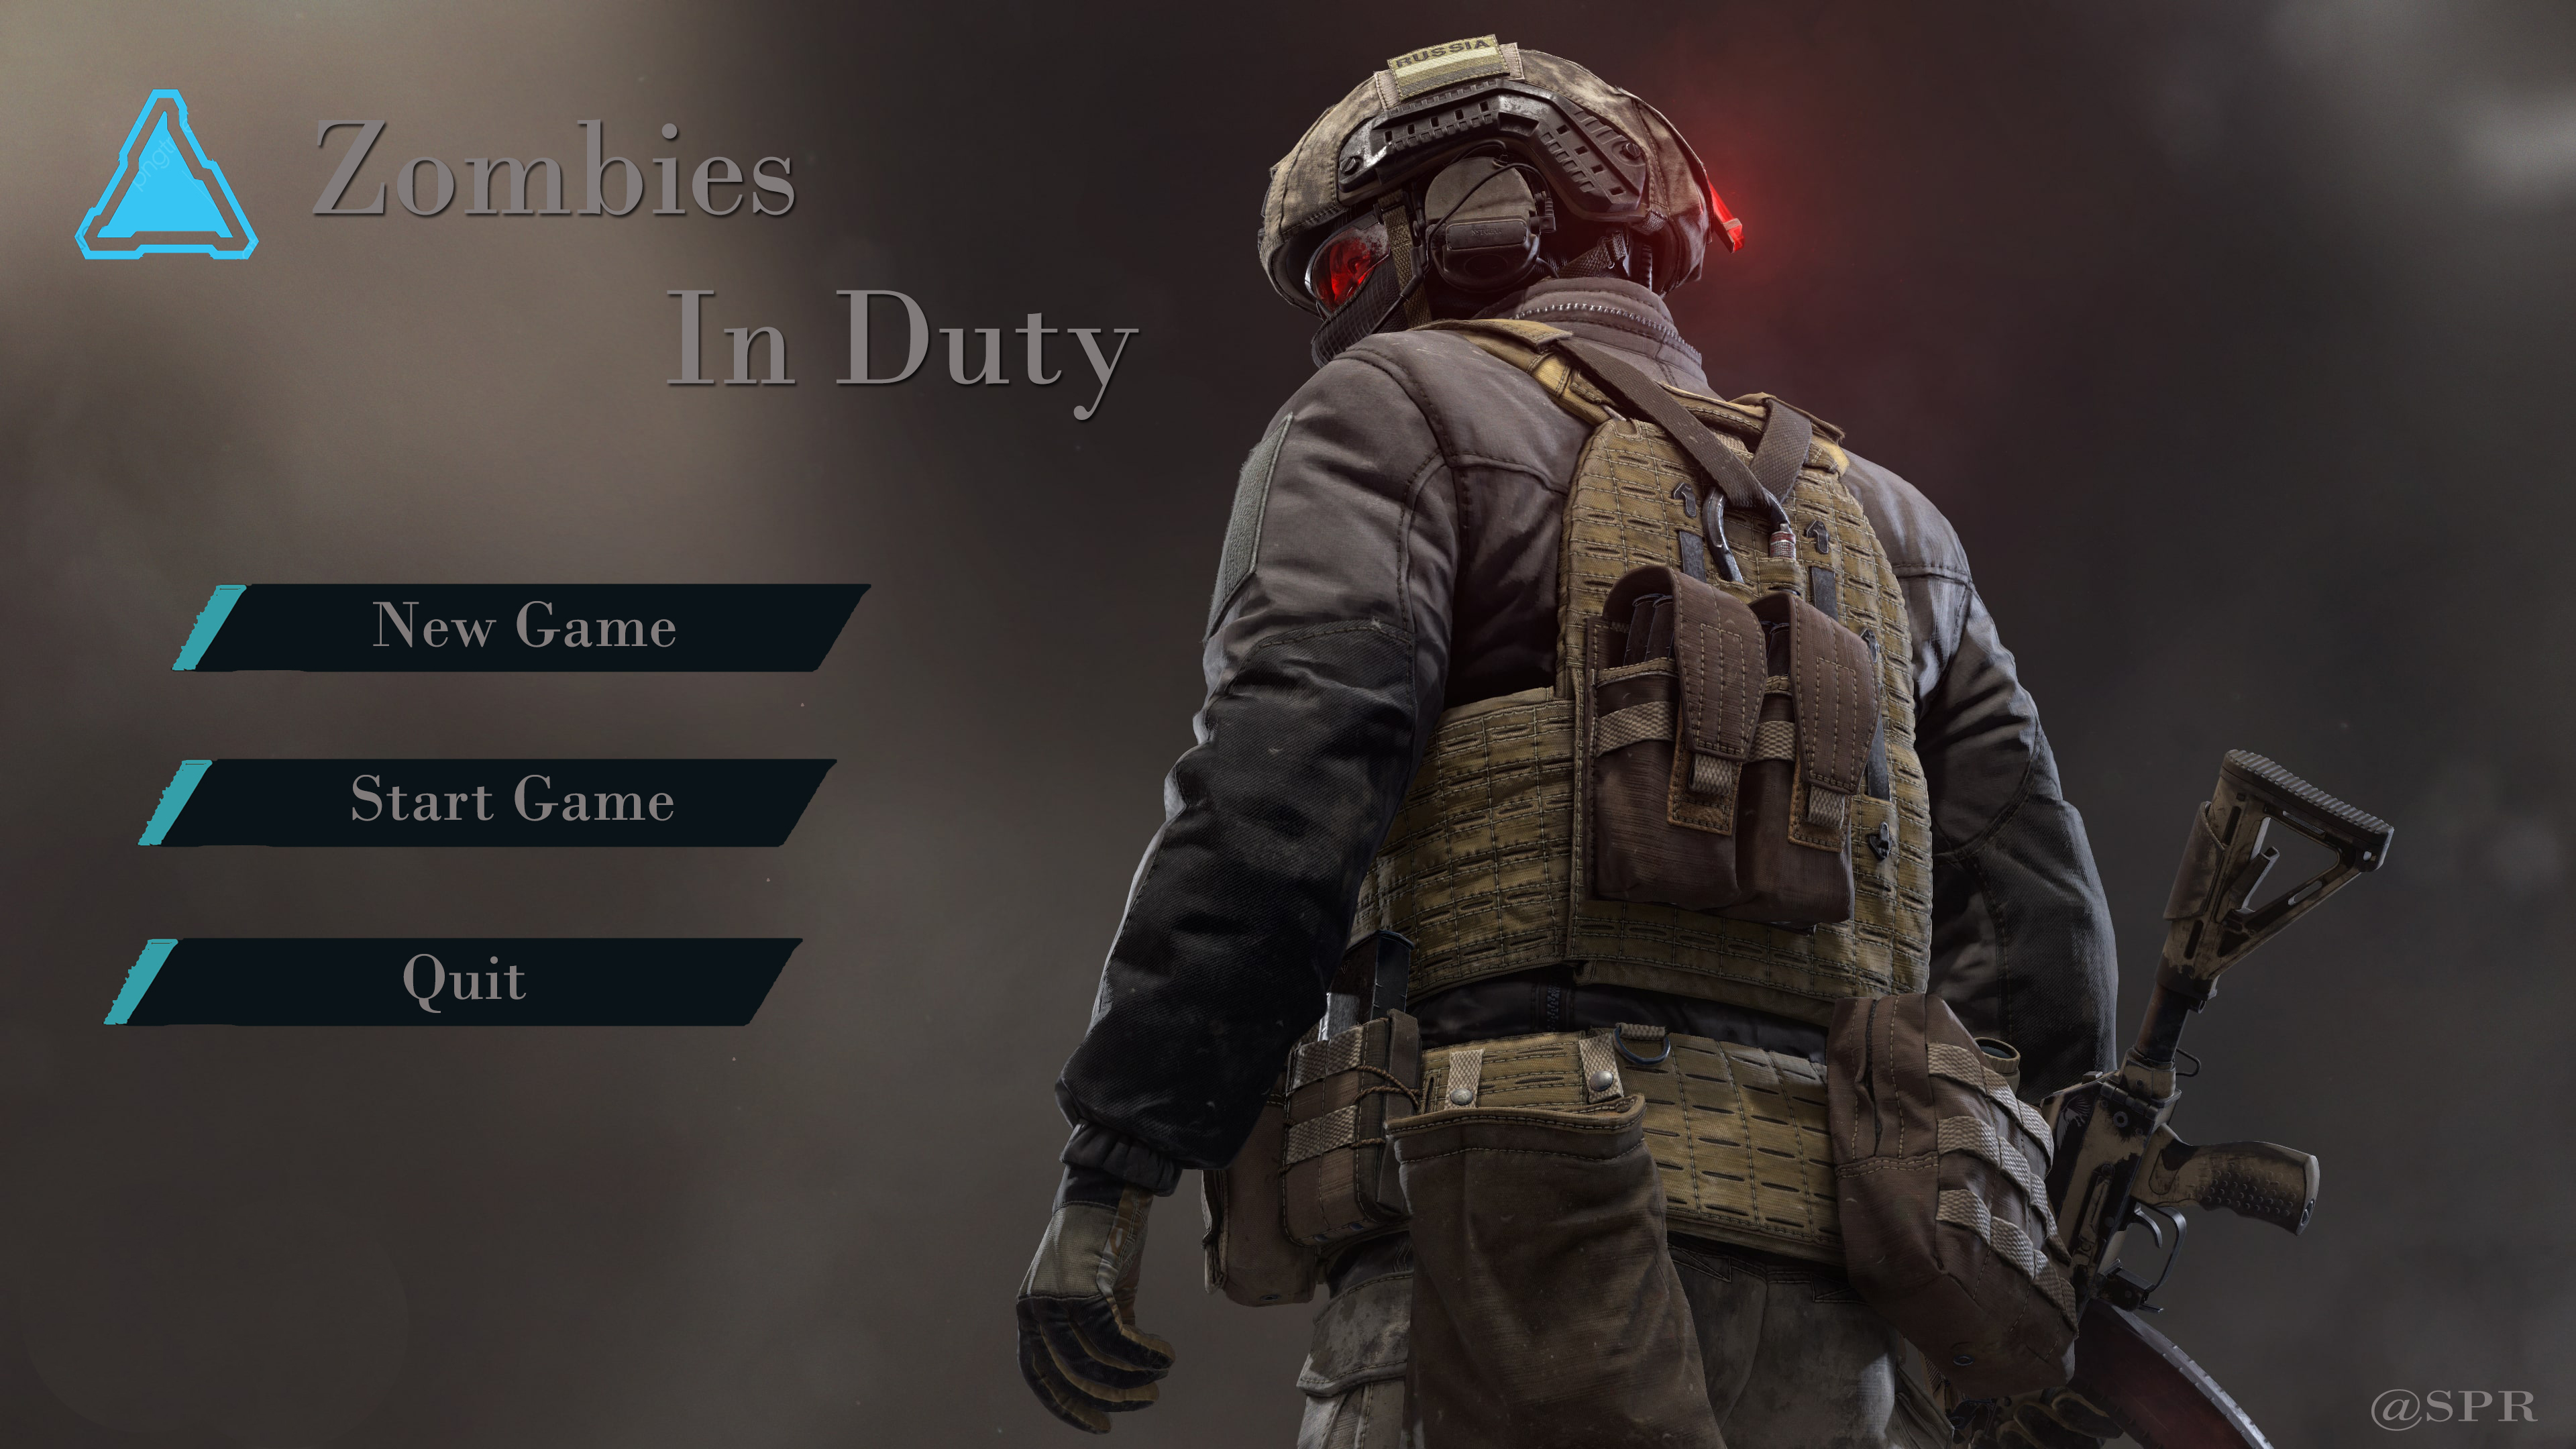 RUSSIA
Zombies
In Duty
New Game
Start Game
Quit
@SPR